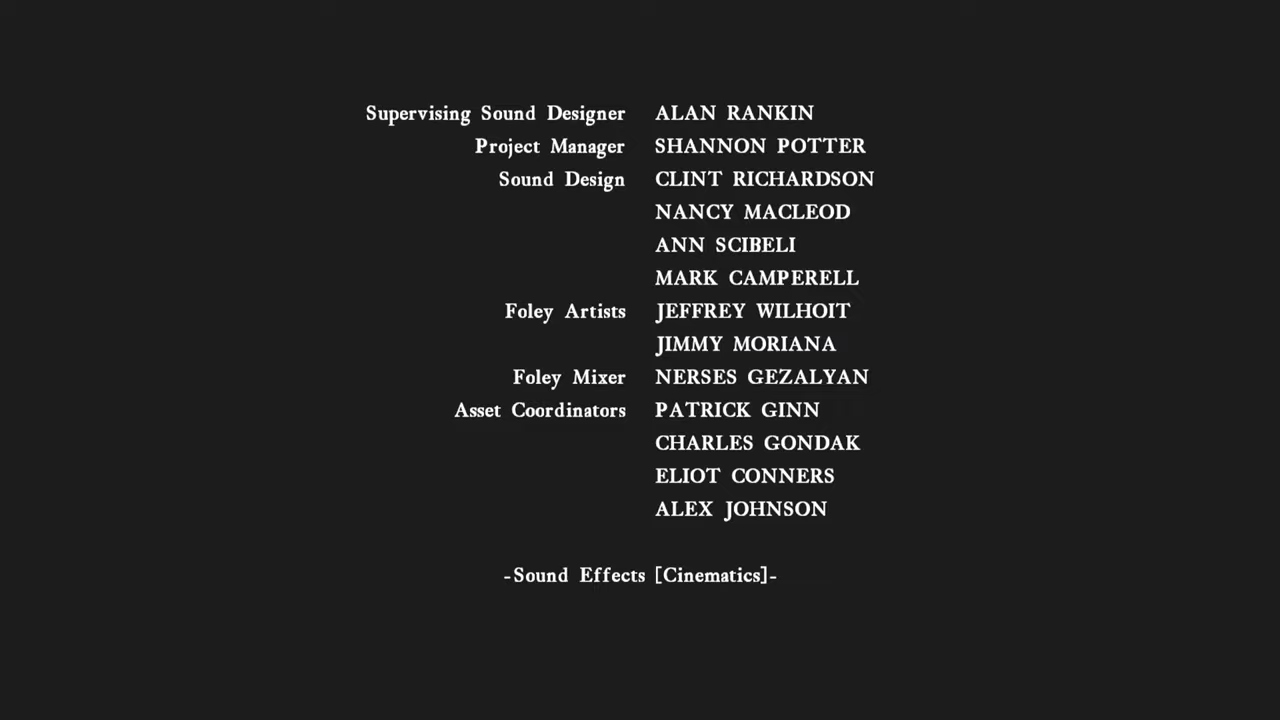 Supervising Sound Designer ALAN RANKIN
Project Manager SHANNON POTTER
Sound Design CLINT RICHARDSON
NANCY MACLEOD
ANN SCIBELI
MARK CAMPERELL
Foley Artists JEFFREY WILHOIT
JIMMY MORIANA
Foley Mixer NERSES GEZALYAN
Asset Coordinators PATRICK GINN
CHARLES GONDAK
ELIOT CONNERS
ALEX JOHNSON
-Sound Effects [Cinematics]-